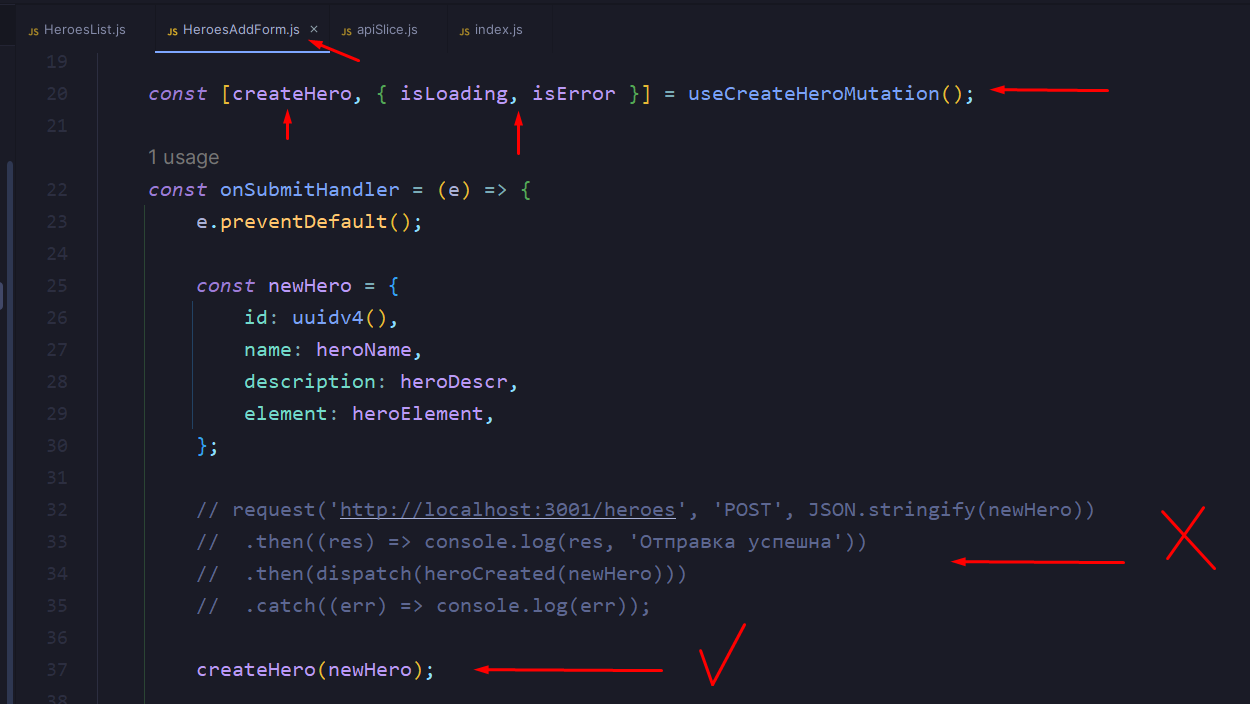 JS HeroesList.js JS HeroesAddForm.js × JS apiSlice.js JS index.js
19
20 const [createHero, { isLoading, isError }] = useCreateHeroMutation();
21
1 usage
22 const onSubmitHandler = (e) => {
23 e.preventDefault();
24
25 const newHero = {
26 id: uuidv4(),
27 name: heroName,
28 description: heroDescr,
29 element: heroElement,
30 };
31
32 // request('http://localhost:3001/heroes', 'POST', JSON.stringify(newHero))
33 //  .then((res) => console.log(res, 'Отправка успешна'))
34 //  .then(dispatch(heroCreated(newHero)))
35 //  .catch((err) => console.log(err));
36
37 createHero(newHero);
38